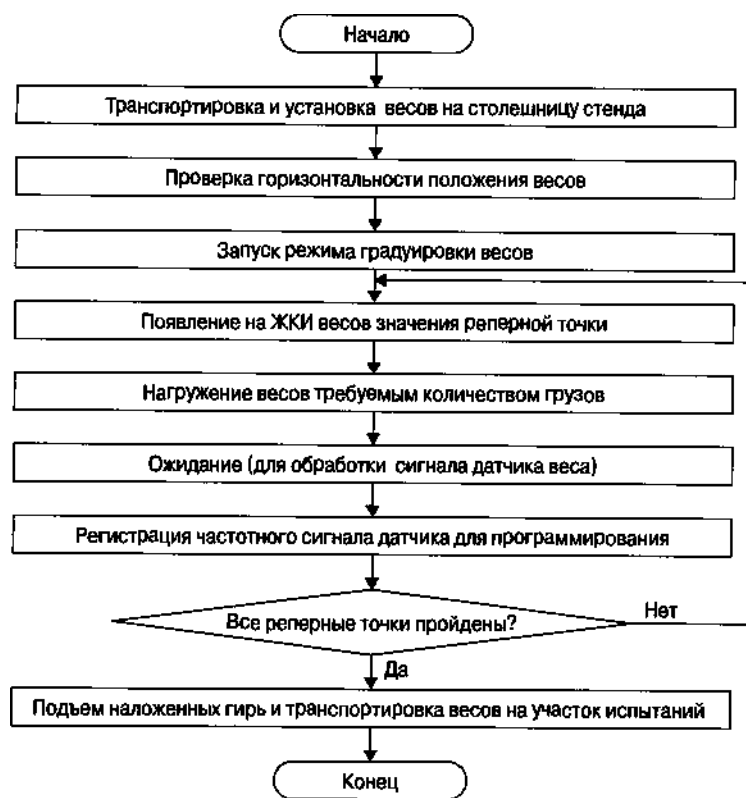 Начало
Транспортировка и установка весов на столешницу стенда
Проверка горизонтальности положения весов
Запуск режима градуировки весов
Появление на ЖКИ весов значения реперной точки
Нагружение весов требуемым количеством грузов
Ожидание (для обработки сигнала датчика веса)
Регистрация частотного сигнала датчика для программирования
Все реперные точки пройдены?
Нет
Да
Подъем наложенных гирь и транспортировка весов на участок испытаний
Конец